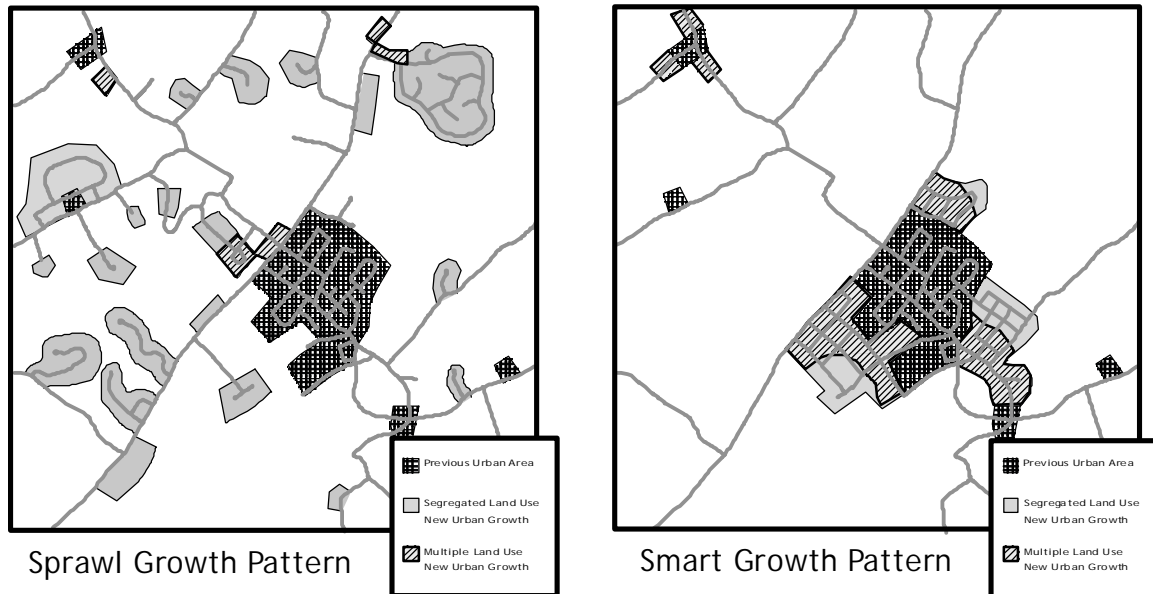 Previous Urban Area
Segregated Land Use
New Urban Growth
Multiple Land Use
New Urban Growth
Sprawl Growth Pattern
Previous Urban Area
Segregated Land Use
New Urban Growth
Multiple Land Use
New Urban Growth
Smart Growth Pattern